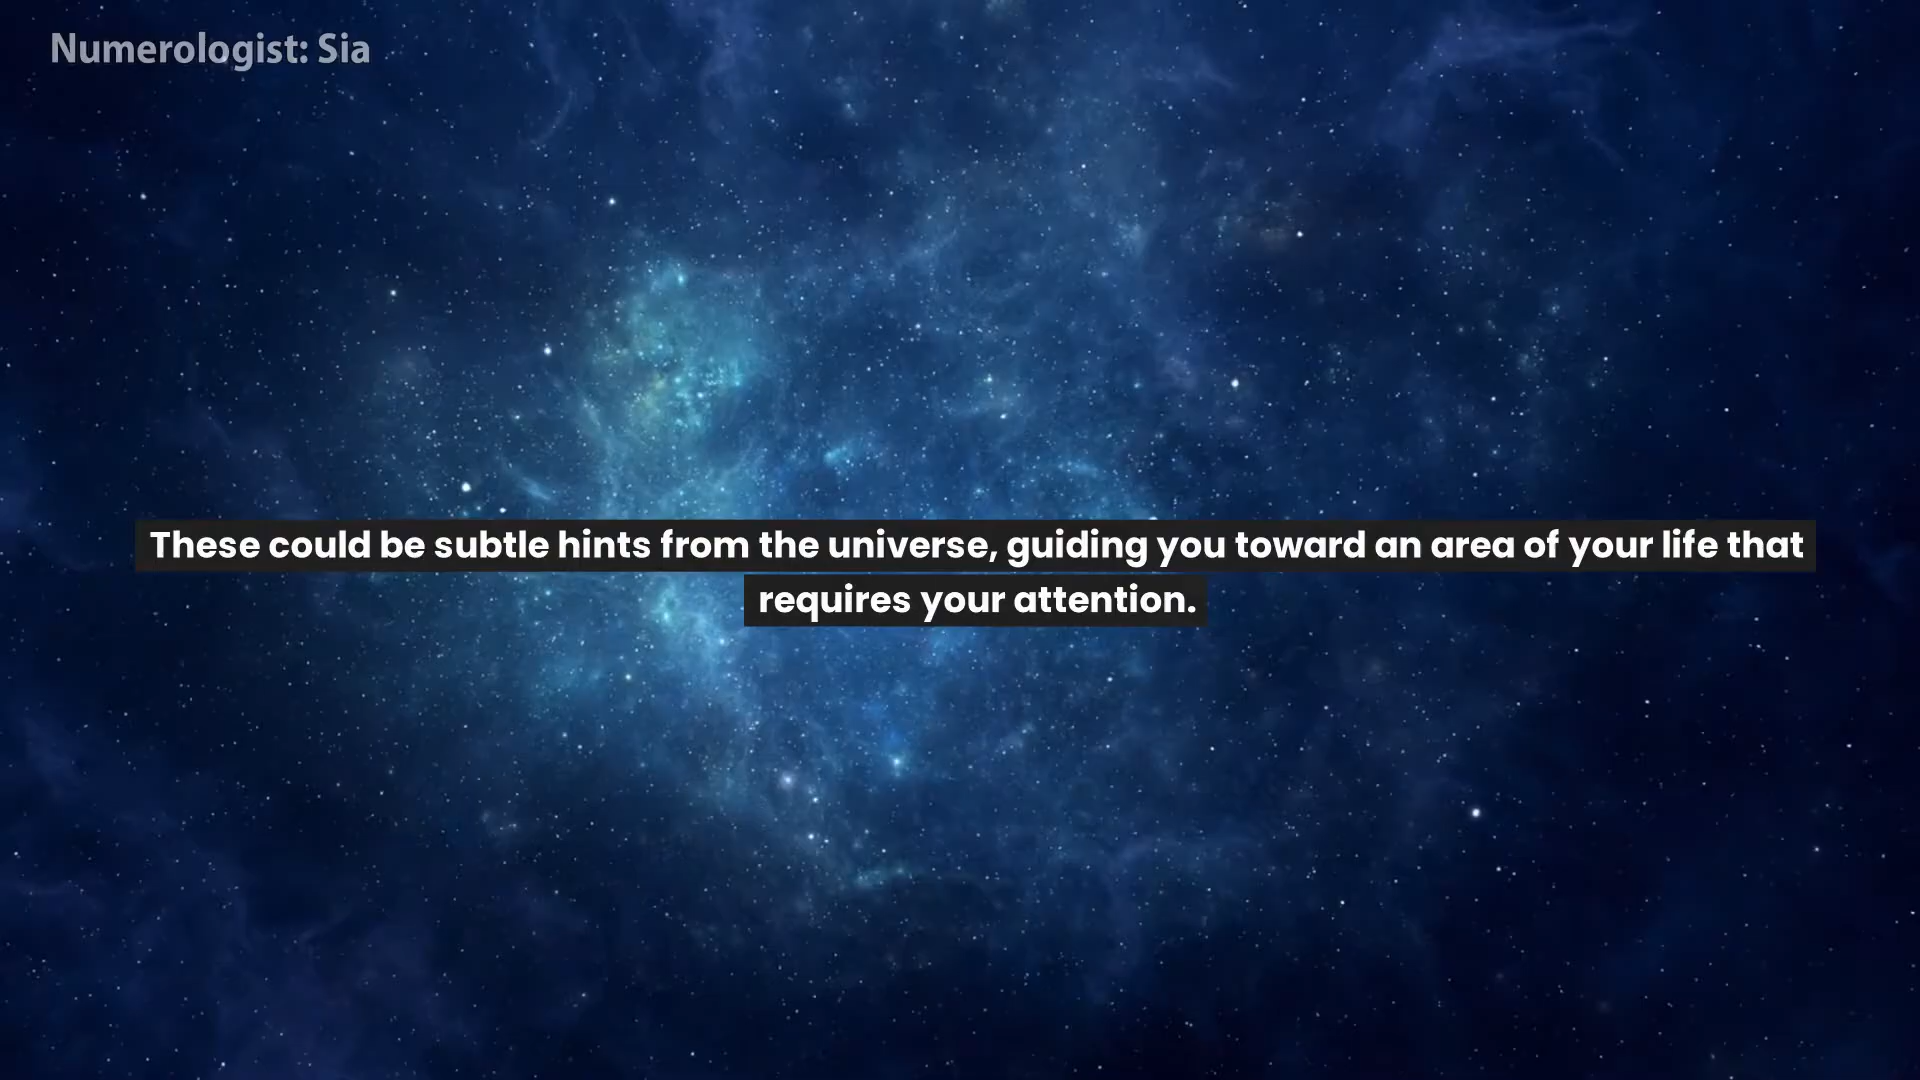 Numerologist: Sia
These could be subtle hints from the universe, guiding you toward an area of your life that
requires your attention.